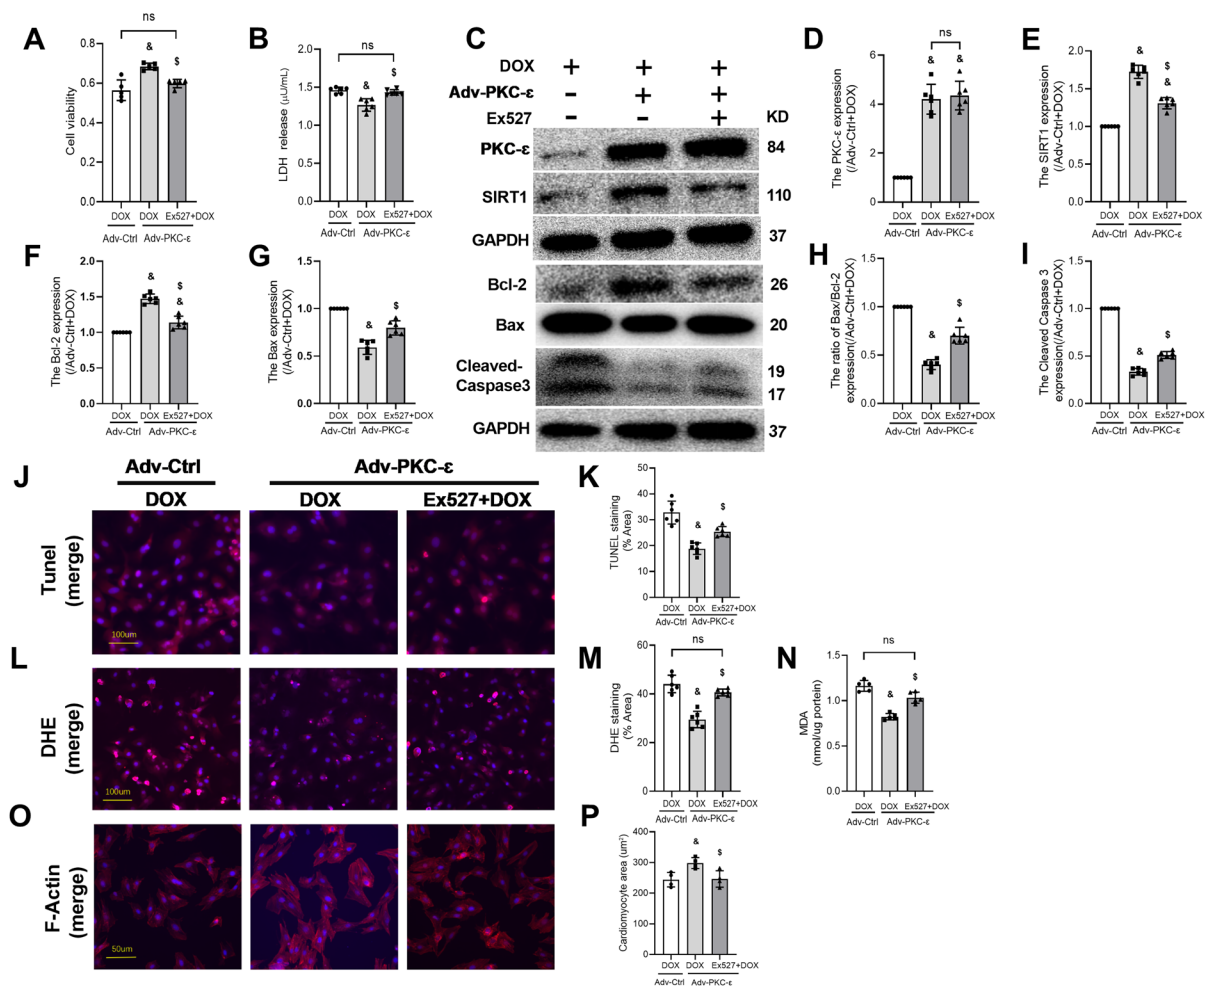 A
ns
&
$
Cell viability
0.8
0.6
0.4
0.2
0.0
DOX
DOX
Ex527+DOX
Adv-Ctrl
Adv-PKC-ε
B
ns
&
$
LDH release (μU/mL)
2.0
1.5
1.0
0.5
0.0
DOX
DOX
Ex527+DOX
Adv-Ctrl
Adv-PKC-ε
C
DOX + + +
Adv-PKC-ε - + +
Ex527 - - +
KD
PKC-ε 84
SIRT1 110
GAPDH 37
Bcl-2 26
Bax 20
Cleaved-
Caspase3
19
17
GAPDH 37
D
ns
&
&
The PKC-ε expression
(/Adv-Ctrl+DOX)
6
4
2
0
DOX
DOX
Ex527+DOX
Adv-Ctrl
Adv-PKC-ε
E
&
$
&
The SIRT1 expression
(/Adv-Ctrl+DOX)
2.0
1.5
1.0
0.5
0.0
DOX
DOX
Ex527+DOX
Adv-Ctrl
Adv-PKC-ε
F
&
$
&
The Bcl-2 expression
(/Adv-Ctrl+DOX)
2.0
1.5
1.0
0.5
0.0
DOX
DOX
Ex527+DOX
Adv-Ctrl
Adv-PKC-ε
G
&
$
The Bax expression
(/Adv-Ctrl+DOX)
1.5
1.0
0.5
0.0
DOX
DOX
Ex527+DOX
Adv-Ctrl
Adv-PKC-ε
H
&
$
The ratio of Bax/Bcl-2
expression(/Adv-Ctrl+DOX)
1.5
1.0
0.5
0.0
DOX
DOX
Ex527+DOX
Adv-Ctrl
Adv-PKC-ε
I
&
$
The Cleaved Caspase 3
expression(/Adv-Ctrl+DOX)
1.5
1.0
0.5
0.0
DOX
DOX
Ex527+DOX
Adv-Ctrl
Adv-PKC-ε
J
Adv-Ctrl
Adv-PKC-ε
DOX
DOX
Ex527+DOX
Tunel
(merge)
100um
K
&
$
TUNEL staining
(% Area)
50
40
30
20
10
0
DOX
DOX
Ex527+DOX
Adv-Ctrl
Adv-PKC-ε
L
DHE
(merge)
100um
M
ns
&
$
DHE staining
(% Area)
60
40
20
0
DOX
DOX
Ex527+DOX
Adv-Ctrl
Adv-PKC-ε
N
ns
&
$
MDA
(nmol/ug portein)
1.5
1.0
0.5
0.0
DOX
DOX
Ex527+DOX
Adv-Ctrl
Adv-PKC-ε
O
F-Actin
(merge)
50um
P
&
$
Cardiomyocyte area (um²)
400
300
200
100
0
DOX
DOX
Ex527+DOX
Adv-Ctrl
Adv-PKC-ε